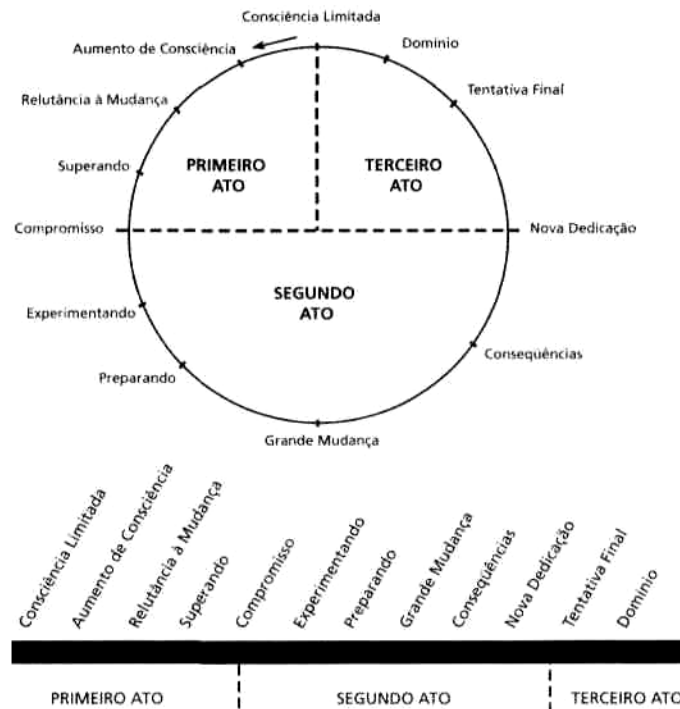 Consciência Limitada
Aumento de Consciência
Domínio
Relutância à Mudança
Tentativa Final
Superando
PRIMEIRO
ATO
TERCEIRO
ATO
Compromisso
Nova Dedicação
SEGUNDO
ATO
Experimentando
Conseqüências
Preparando
Grande Mudança
Consciência Limitada
Aumento de Consciência
Relutância à Mudança
Superando
Compromisso
Experimentando
Preparando
Grande Mudança
Conseqüências
Nova Dedicação
Tentativa Final
Domínio
PRIMEIRO ATO
SEGUNDO ATO
TERCEIRO ATO